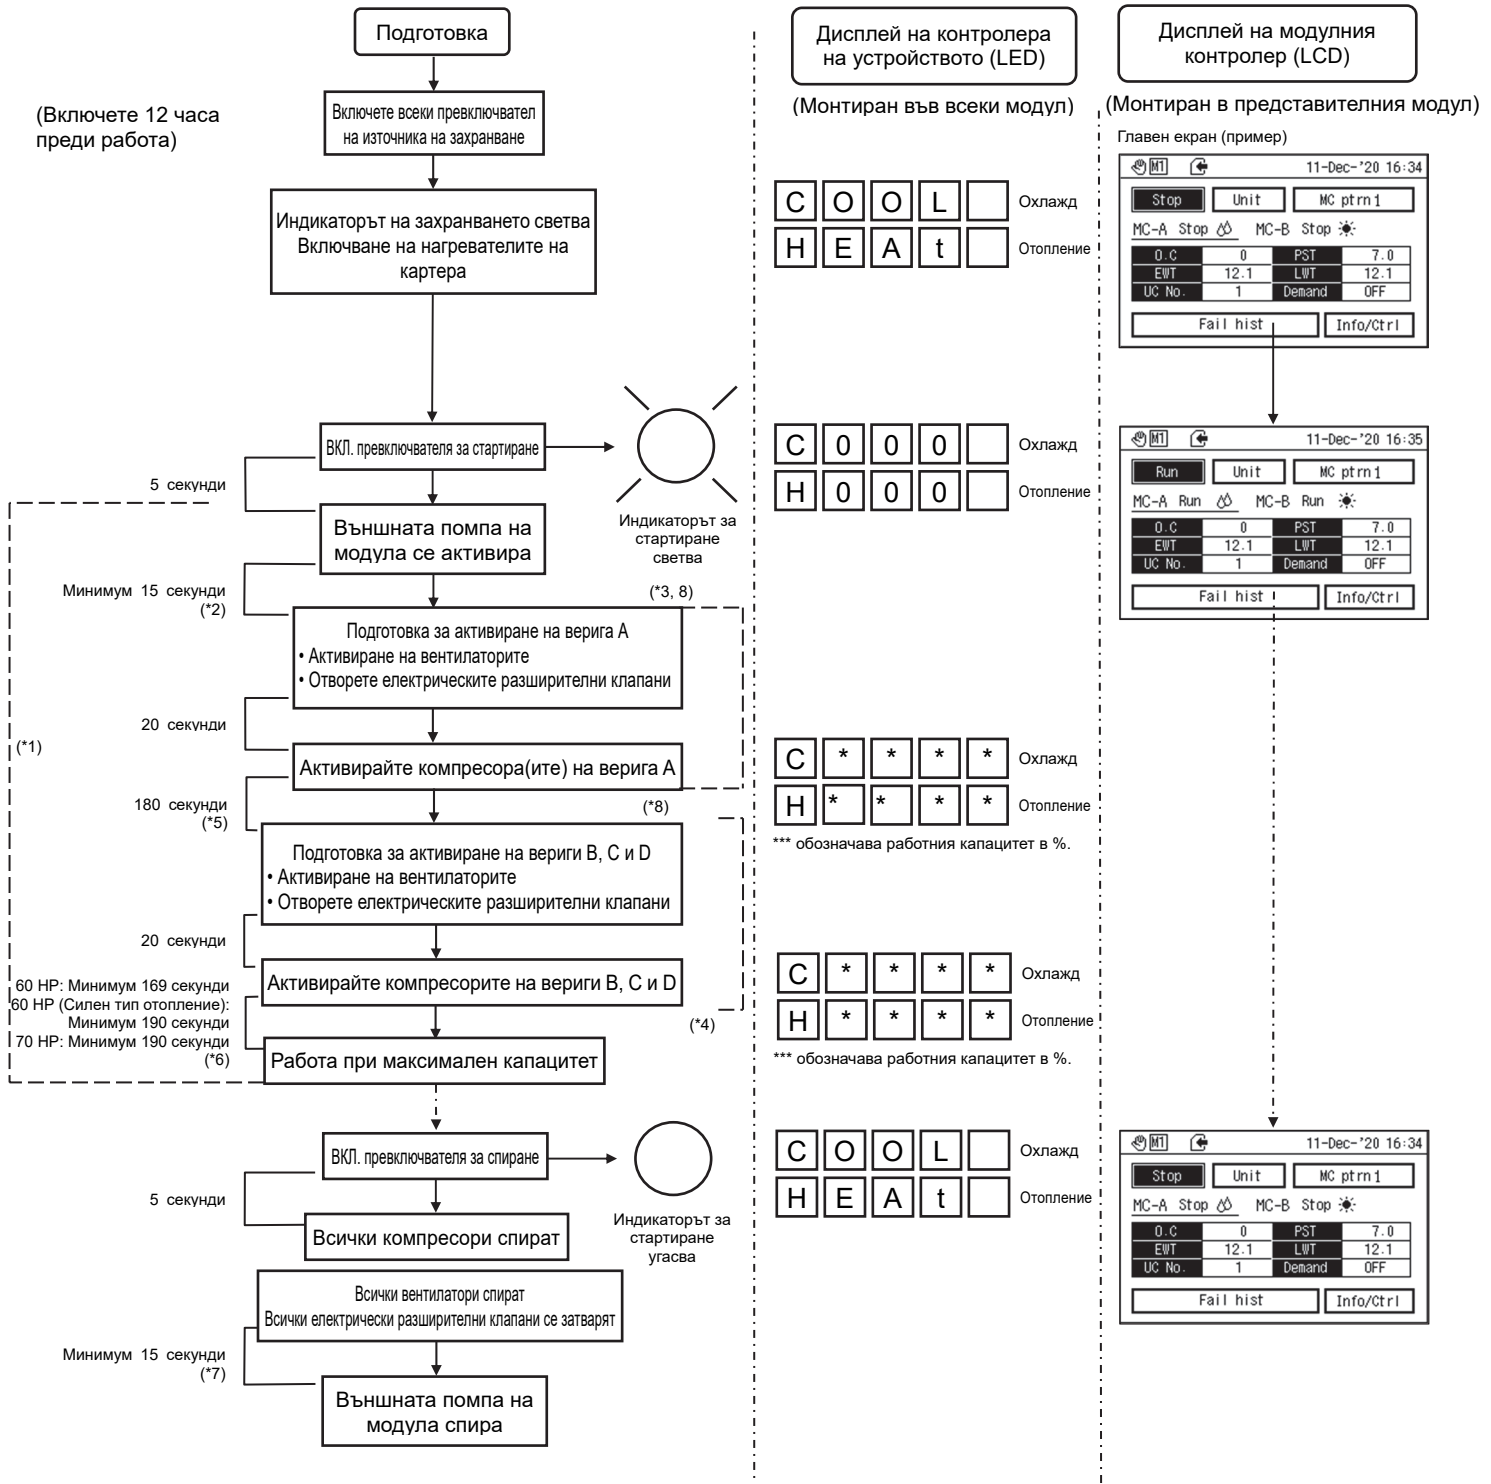 Подготовка
(Включете 12 часа
преди работа)
Включете всеки превключвател
на източника на захранване
Индикаторът на захранването светва
Включване на нагревателите на
картера
ВКЛ. превключвателя за стартиране
5 секунди
Индикаторът за
стартиране
светва
Външната помпа на
модула се активира
Минимум 15 секунди
(*2)
(*3, 8)
Подготовка за активиране на верига A
• Активиране на вентилаторите
• Отворете електрическите разширителни клапани
20 секунди
(*1)
Активирайте компресора(ите) на верига A
180 секунди
(*5)
(*8)
Подготовка за активиране на вериги B, C и D
• Активиране на вентилаторите
• Отворете електрическите разширителни клапани
20 секунди
Активирайте компресорите на вериги B, C и D
60 HP: Минимум 169 секунди
60 HP (Силен тип отопление):
Минимум 190 секунди
70 HP: Минимум 190 секунди
(*6)
(*4)
Работа при максимален капацитет
ВКЛ. превключвателя за спиране
5 секунди
Индикаторът за
стартиране
угасва
Всички компресори спират
Всички вентилатори спират
Всички електрически разширителни клапани се затварят
Минимум 15 секунди
(*7)
Външната помпа на
модула спира
Дисплей на контролера
на устройството (LED)
(Монтиран във всеки модул)
C O O L Охлажд
H E A t Отопление
C 0 0 0 Охлажд
H 0 0 0 Отопление
C * * * * Охлажд
H * * * * Отопление
*** обозначава работния капацитет в %.
C * * * * Охлажд
H * * * * Отопление
*** обозначава работния капацитет в %.
C O O L Охлажд
H E A t Отопление
Дисплей на модулния
контролер (LCD)
(Монтиран в представителния модул)
Главен екран (пример)
M1 11-Dec-'20 16:34
Stop Unit MC ptrn1
MC-A Stop MC-B Stop
O.C 0 PST 7.0
EWT 12.1 LWT 12.1
UC No. 1 Demand OFF
Fail hist Info/Ctrl
M1 11-Dec-'20 16:35
Run Unit MC ptrn1
MC-A Run MC-B Run
O.C 0 PST 7.0
EWT 12.1 LWT 12.1
UC No. 1 Demand OFF
Fail hist Info/Ctrl
M1 11-Dec-'20 16:34
Stop Unit MC ptrn1
MC-A Stop MC-B Stop
O.C 0 PST 7.0
EWT 12.1 LWT 12.1
UC No. 1 Demand OFF
Fail hist Info/Ctrl